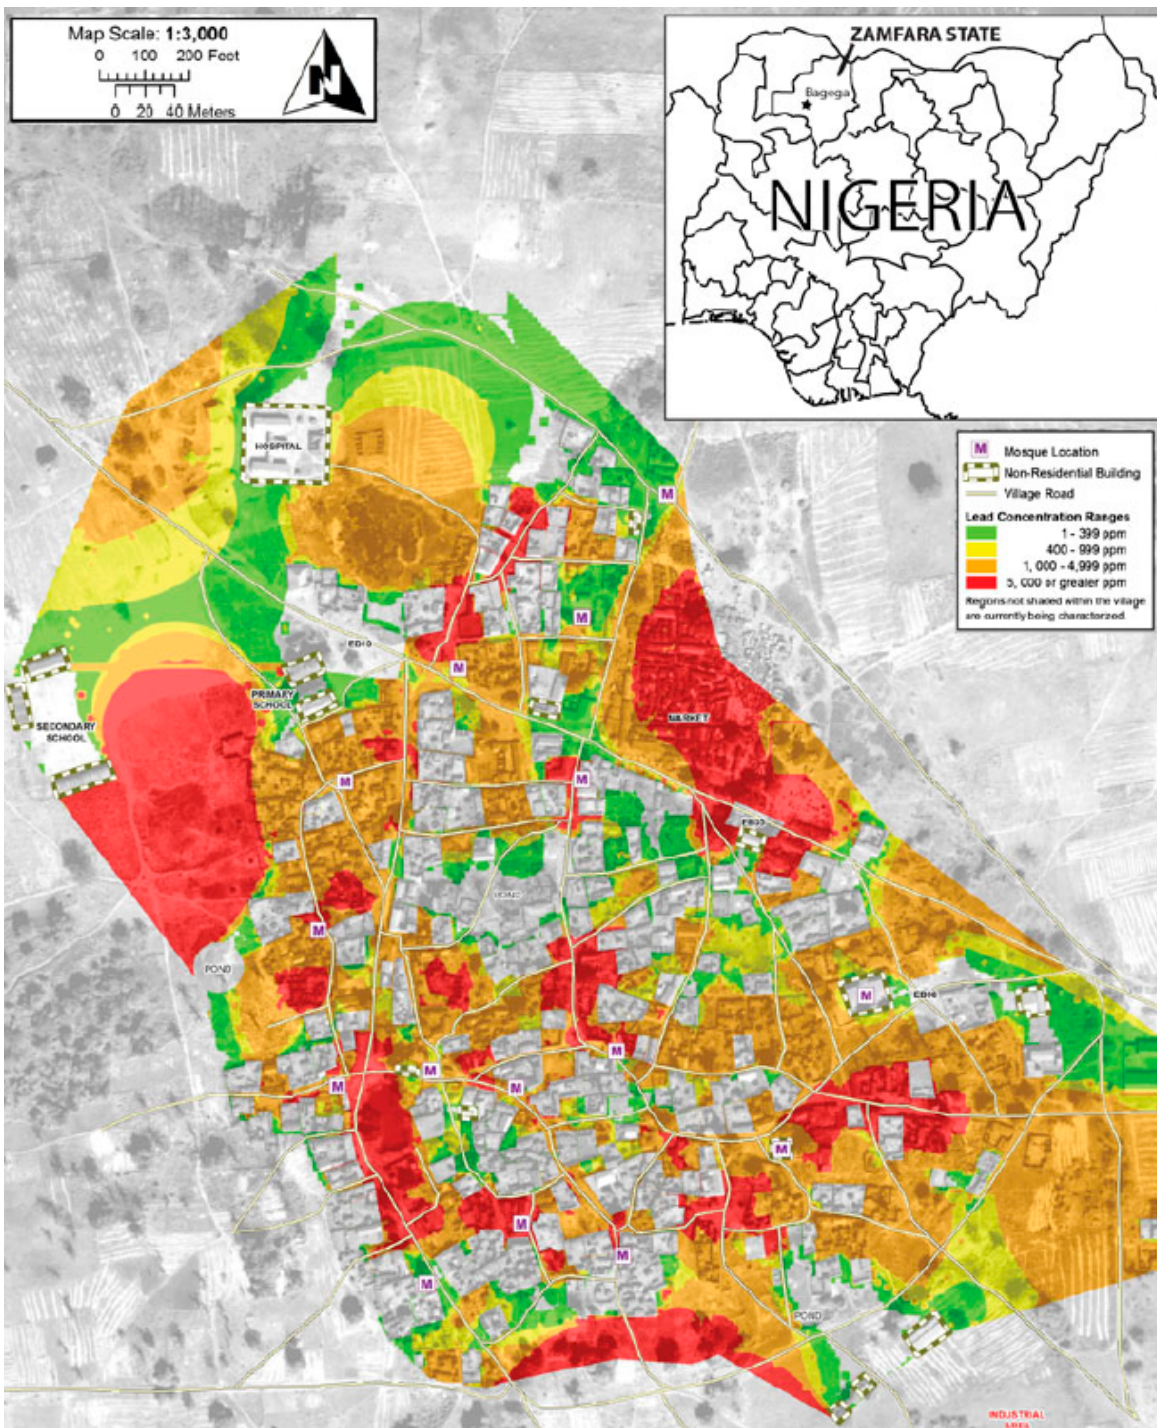 Map Scale: 1:3,000
0 100 200 Feet
0 20 40 Meters
N
ZAMFARA STATE
Bagega
NIGERIA
M Mosque Location
Non-Residential Building
Village Road
Lead Concentration Ranges
1 - 399 ppm
400 - 999 ppm
1, 000 - 4,999 ppm
5, 000 or greater ppm
Regions not shaded within the village
are currently being characterized.
HOSPITAL
M
M
M
PRIMARY
SCHOOL
SECONDARY
SCHOOL
MARKET
M
M
POND
M
POND
M
M
M
M
M
M
M
M
M
POND
INDUSTRIAL
AREA